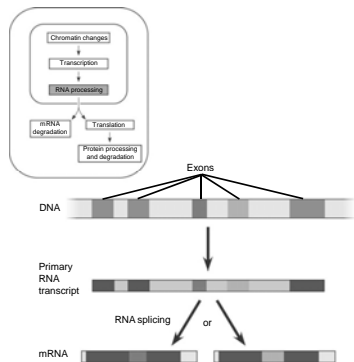 Chromatin changes
Transcription
RNA processing
mRNA
degradation
Translation
Protein processing
and degradation
Exons
DNA
Primary
RNA
transcript
RNA splicing
or
mRNA